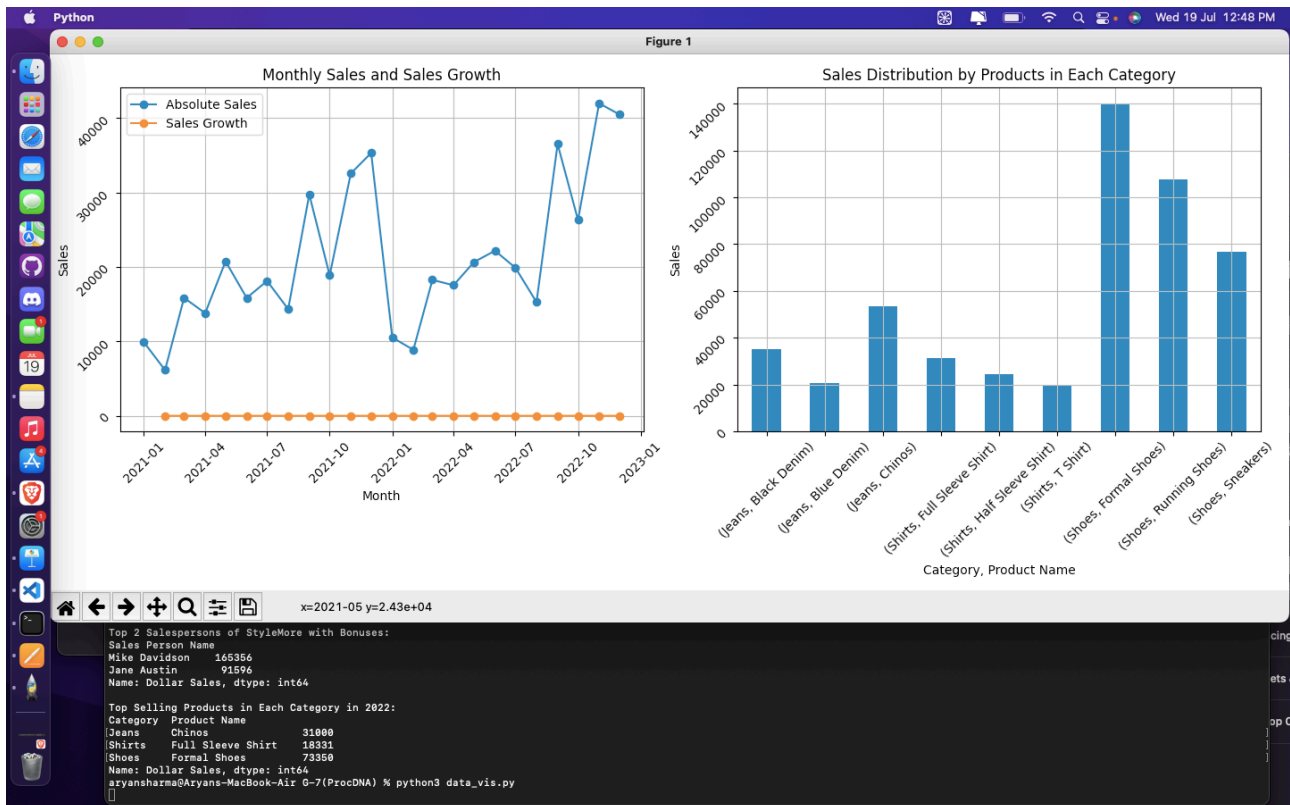 Python
Wed 19 Jul 12:48 PM
Figure 1
Monthly Sales and Sales Growth
Absolute Sales
Sales Growth
Sales
40000
30000
20000
10000
0
2021-01
2021-04
2021-07
2021-10
2022-01
2022-04
2022-07
2022-10
2023-01
Month
Sales Distribution by Products in Each Category
Sales
140000
120000
100000
80000
60000
40000
20000
0
(Jeans, Black Denim)
(Jeans, Blue Denim)
(Jeans, Chinos)
(Shirts, Full Sleeve Shirt)
(Shirts, Half Sleeve Shirt)
(Shirts, T Shirt)
(Shoes, Formal Shoes)
(Shoes, Running Shoes)
(Shoes, Sneakers)
Category, Product Name
JUL
19
x=2021-05 y=2.43e+04
Top 2 Salespersons of StyleMore with Bonuses:
Sales Person Name
Mike Davidson 165356
Jane Austin 91596
Name: Dollar Sales, dtype: int64
Top Selling Products in Each Category in 2022:
Category Product Name
[Jeans Chinos 31000 ]
[Shirts Full Sleeve Shirt 18331 ]
[Shoes Formal Shoes 73350 ]
Name: Dollar Sales, dtype: int64
aryansharma@Aryans-MacBook-Air G-7(ProcDNA) % python3 data_vis.py
cing
ets
op C